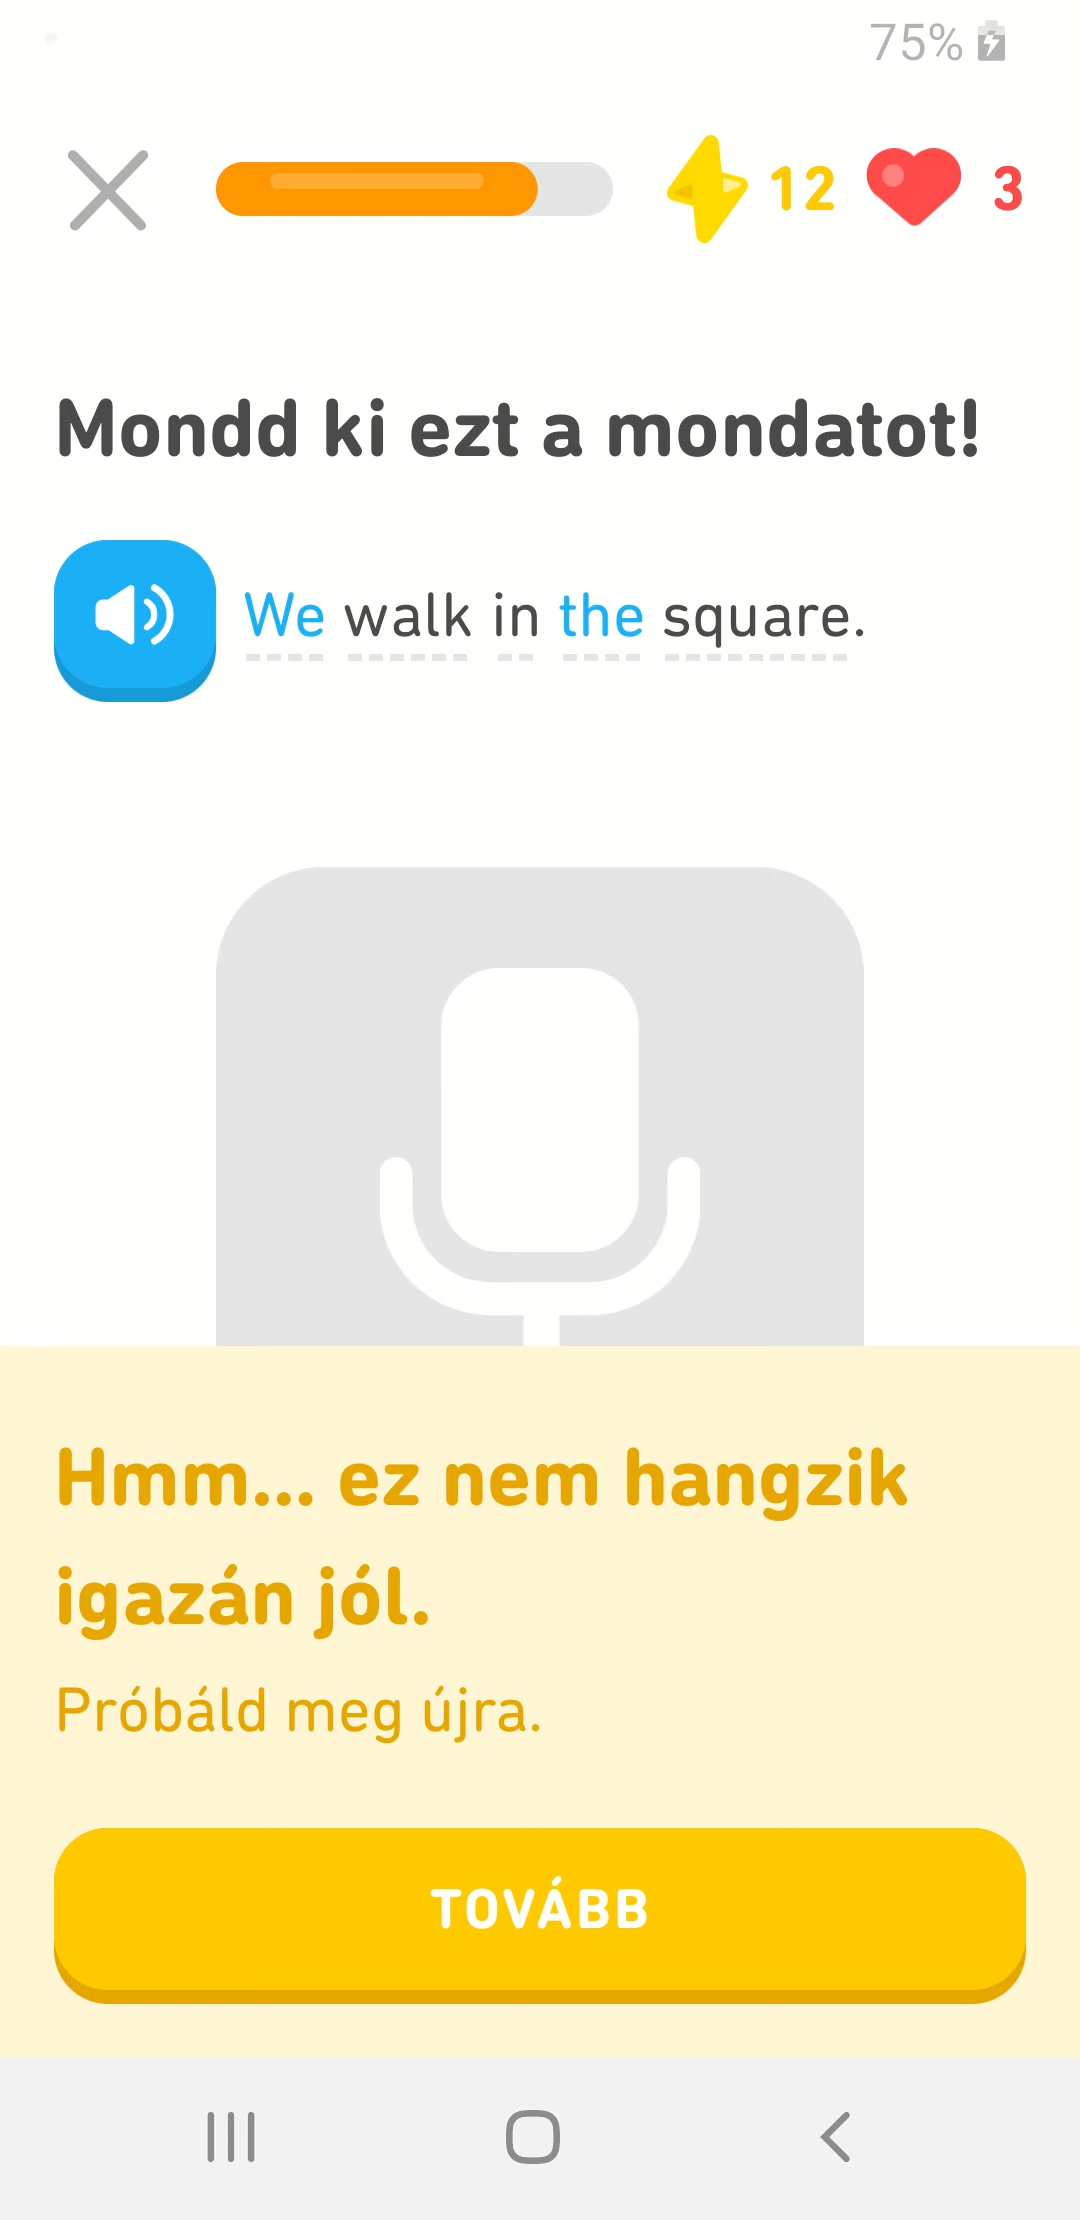 75%
12
3
Mondd ki ezt a mondatot!
We walk in the square.
Hmm... ez nem hangzik
igazán jól.
Próbáld meg újra.
TOVÁBB